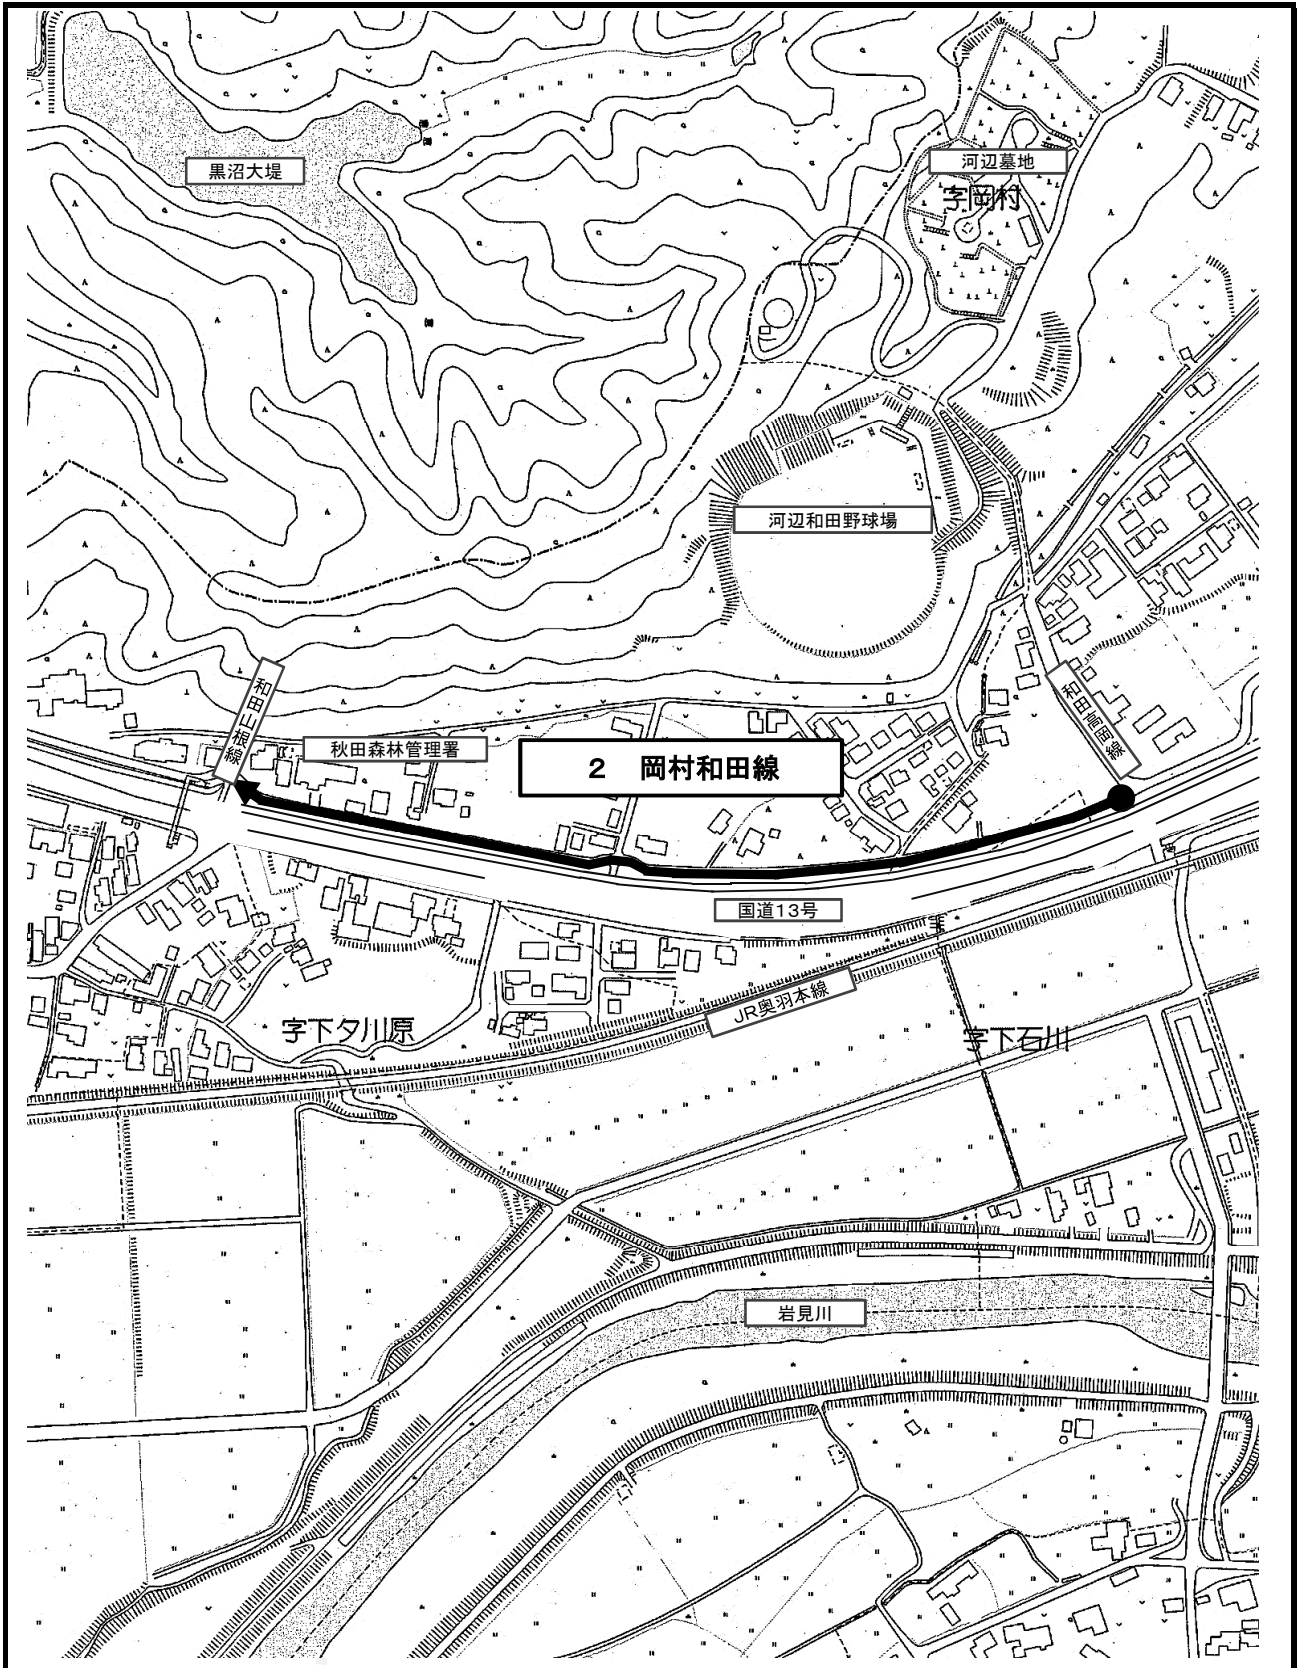 黒沼大堤
河辺墓地
字岡村
河辺和田野球場
和田山根線
秋田森林管理署
2 岡村和田線
和田高岡線
国道13号
JR奥羽本線
字下夕川原
字下石川
岩見川